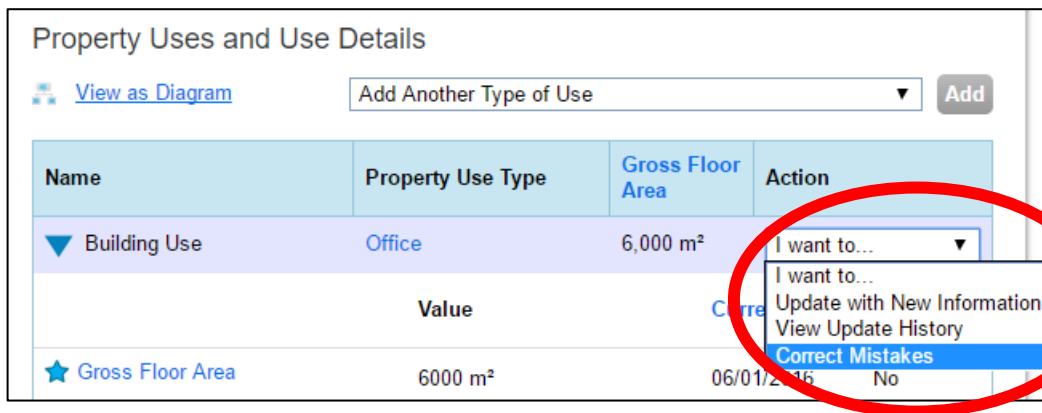 Property Uses and Use Details
View as Diagram Add Another Type of Use Add
Name Property Use Type Gross Floor Area Action
Building Use Office 6,000 m² I want to...
I want to...
Update with New Information
View Update History
Correct Mistakes
Value
Gross Floor Area 6000 m² No